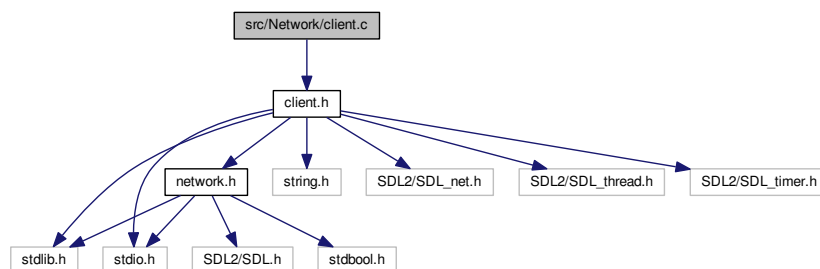 src/Network/client.c
client.h
network.h
string.h
SDL2/SDL_net.h
SDL2/SDL_thread.h
SDL2/SDL_timer.h
stdlib.h
stdio.h
SDL2/SDL.h
stdbool.h